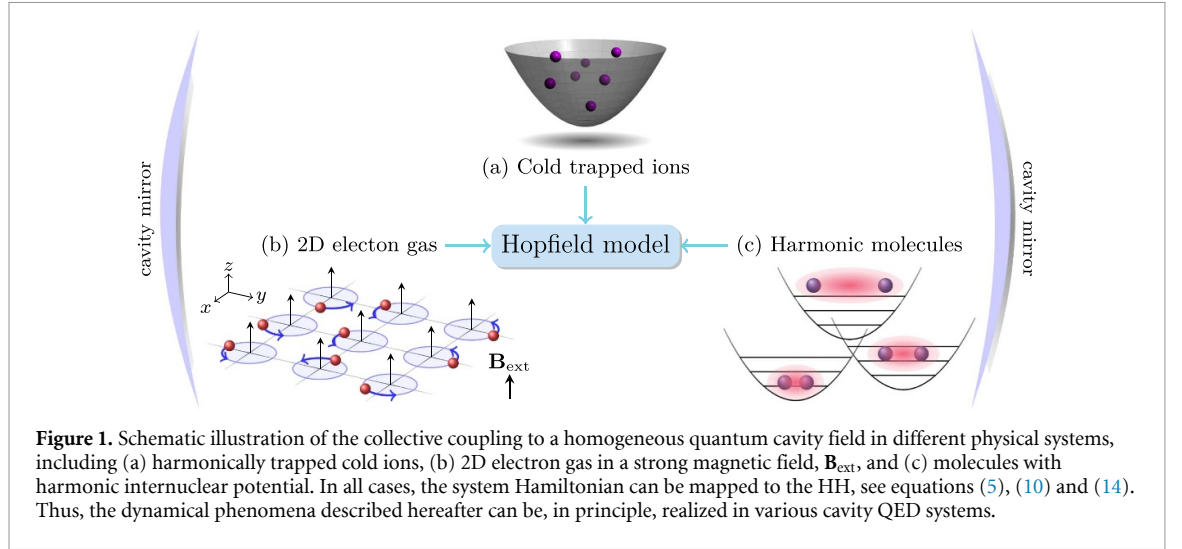 (a) Cold trapped ions
cavity mirror
cavity mirror
(b) 2D electon gas
Hopfield model
(c) Harmonic molecules
z
x
y
B_ext
Figure 1. Schematic illustration of the collective coupling to a homogeneous quantum cavity field in different physical systems,
including (a) harmonically trapped cold ions, (b) 2D electron gas in a strong magnetic field, B_ext, and (c) molecules with
harmonic internuclear potential. In all cases, the system Hamiltonian can be mapped to the HH, see equations (5), (10) and (14).
Thus, the dynamical phenomena described hereafter can be, in principle, realized in various cavity QED systems.